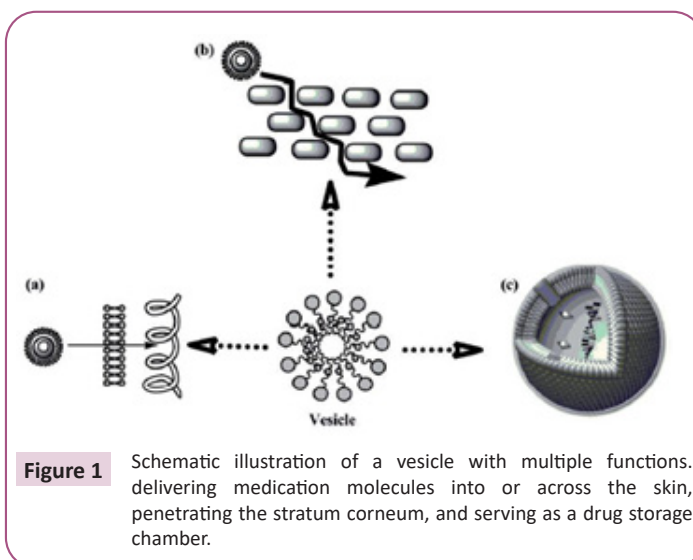 (b)
(a)
(c)
Vesicle
Figure 1
Schematic illustration of a vesicle with multiple functions.
delivering medication molecules into or across the skin,
penetrating the stratum corneum, and serving as a drug storage
chamber.